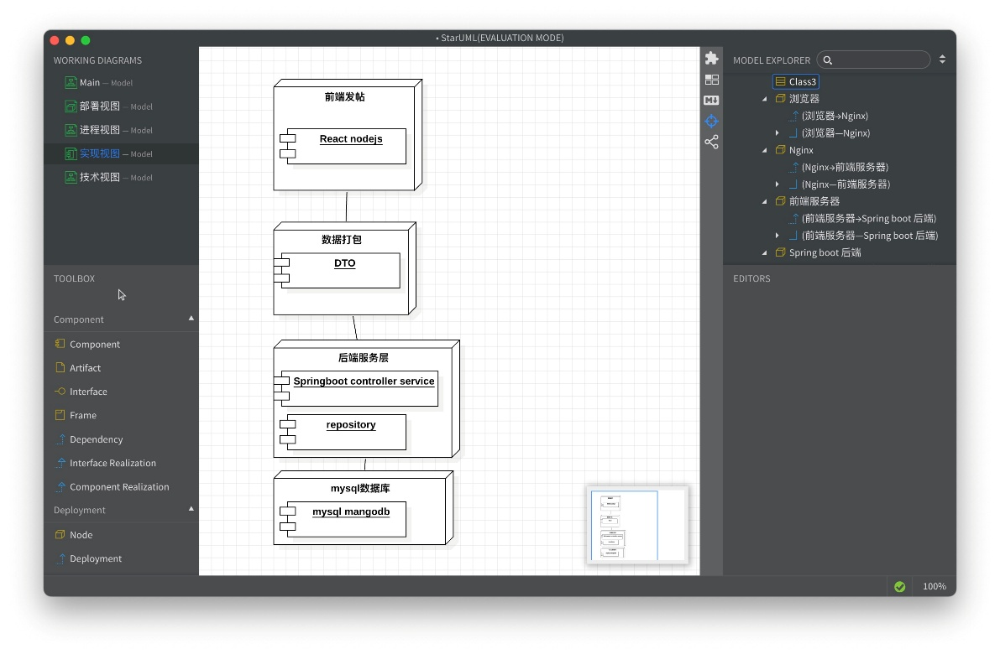 • StarUML(EVALUATION MODE)
WORKING DIAGRAMS
Main — Model
部署视图 — Model
进程视图 — Model
实现视图 — Model
技术视图 — Model
TOOLBOX
Component
Component
Artifact
Interface
Frame
Dependency
Interface Realization
Component Realization
Deployment
Node
Deployment
前端发帖
React nodejs
数据打包
DTO
后端服务层
Springboot controller service
repository
mysql数据库
mysql mangodb
M
MODEL EXPLORER
Class3
浏览器
(浏览器→Nginx)
(浏览器—Nginx)
Nginx
(Nginx→前端服务器)
(Nginx—前端服务器)
前端服务器
(前端服务器→Spring boot 后端)
(前端服务器—Spring boot 后端)
Spring boot 后端
EDITORS
100%